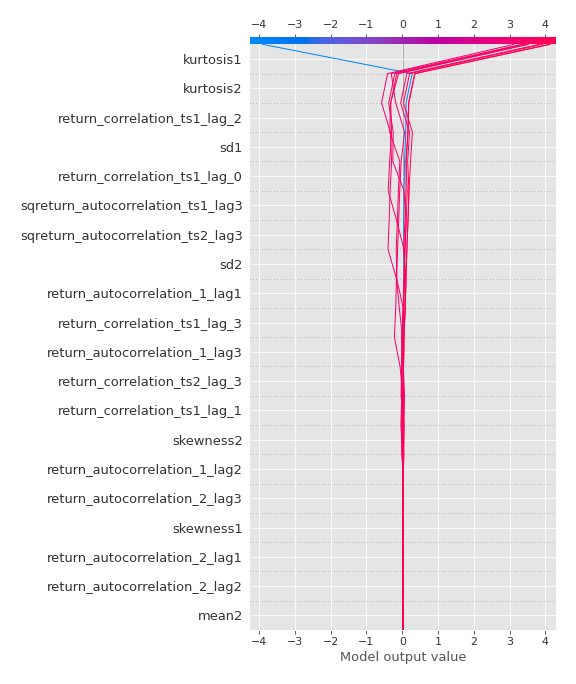 −4 −3 −2 −1 0 1 2 3 4
kurtosis1
kurtosis2
return_correlation_ts1_lag_2
sd1
return_correlation_ts1_lag_0
sqreturn_autocorrelation_ts1_lag3
sqreturn_autocorrelation_ts2_lag3
sd2
return_autocorrelation_1_lag1
return_correlation_ts1_lag_3
return_autocorrelation_1_lag3
return_correlation_ts2_lag_3
return_correlation_ts1_lag_1
skewness2
return_autocorrelation_1_lag2
return_autocorrelation_2_lag3
skewness1
return_autocorrelation_2_lag1
return_autocorrelation_2_lag2
mean2
−4 −3 −2 −1 0 1 2 3 4
Model output value